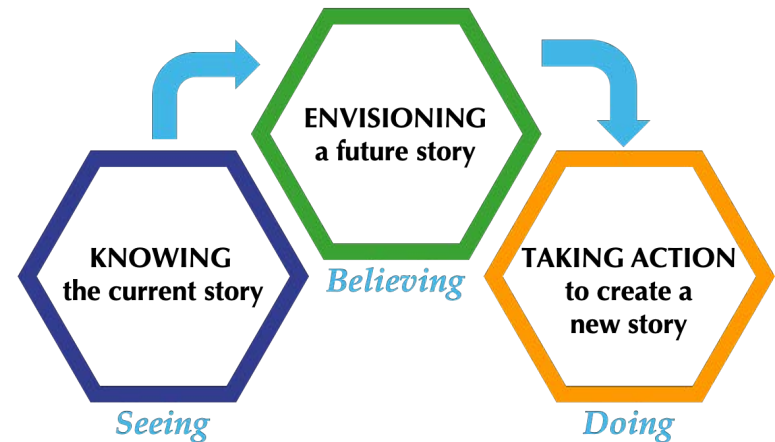 KNOWING
the current story
Seeing
ENVISIONING
a future story
Believing
TAKING ACTION
to create a
new story
Doing